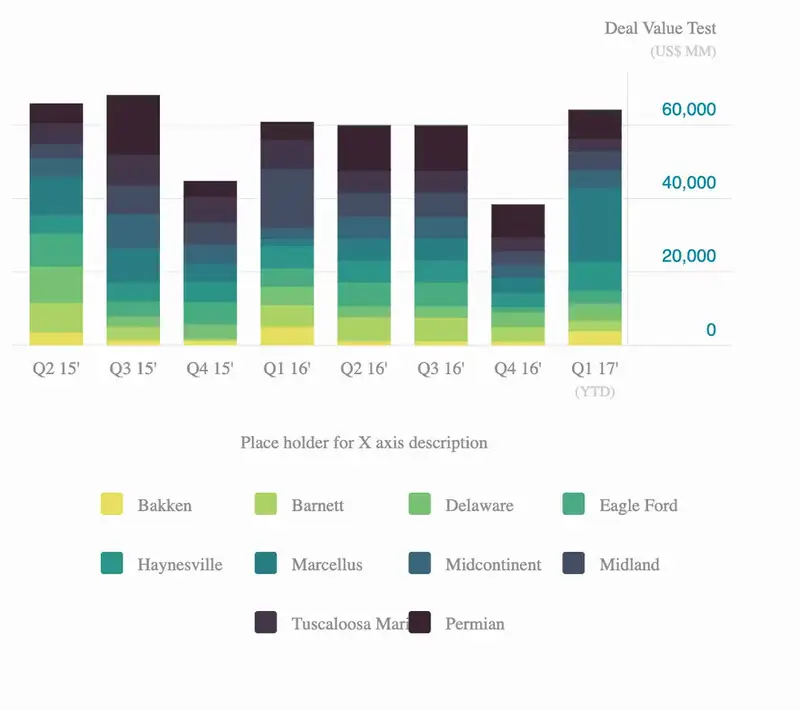 Deal Value Test
(US$ MM)
60,000
40,000
20,000
0
Q2 15' Q3 15' Q4 15' Q1 16' Q2 16' Q3 16' Q4 16' Q1 17'
(YTD)
Place holder for X axis description
Bakken Barnett Delaware Eagle Ford
Haynesville Marcellus Midcontinent Midland
Tuscaloosa Mari Permian